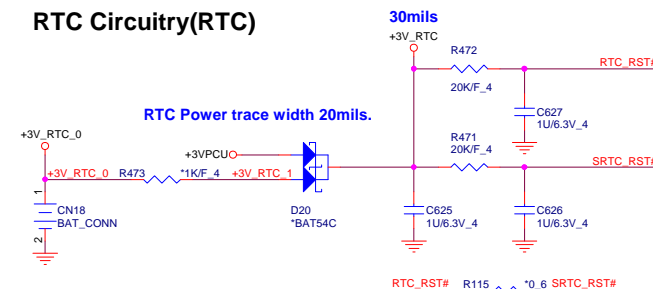 RTC Circuitry(RTC)
30mils
+3V_RTC
R472
RTC_RST#
20K/F_4
RTC Power trace width 20mils.
C627
1U/6.3V_4
+3V_RTC_0
+3VPCU
R471
20K/F_4
SRTC_RST#
+3V_RTC_0 R473 *1K/F_4 +3V_RTC_1
1
CN18
BAT_CONN
2
D20
*BAT54C
C625
1U/6.3V_4
C626
1U/6.3V_4
RTC_RST# R115 *0_6 SRTC_RST#